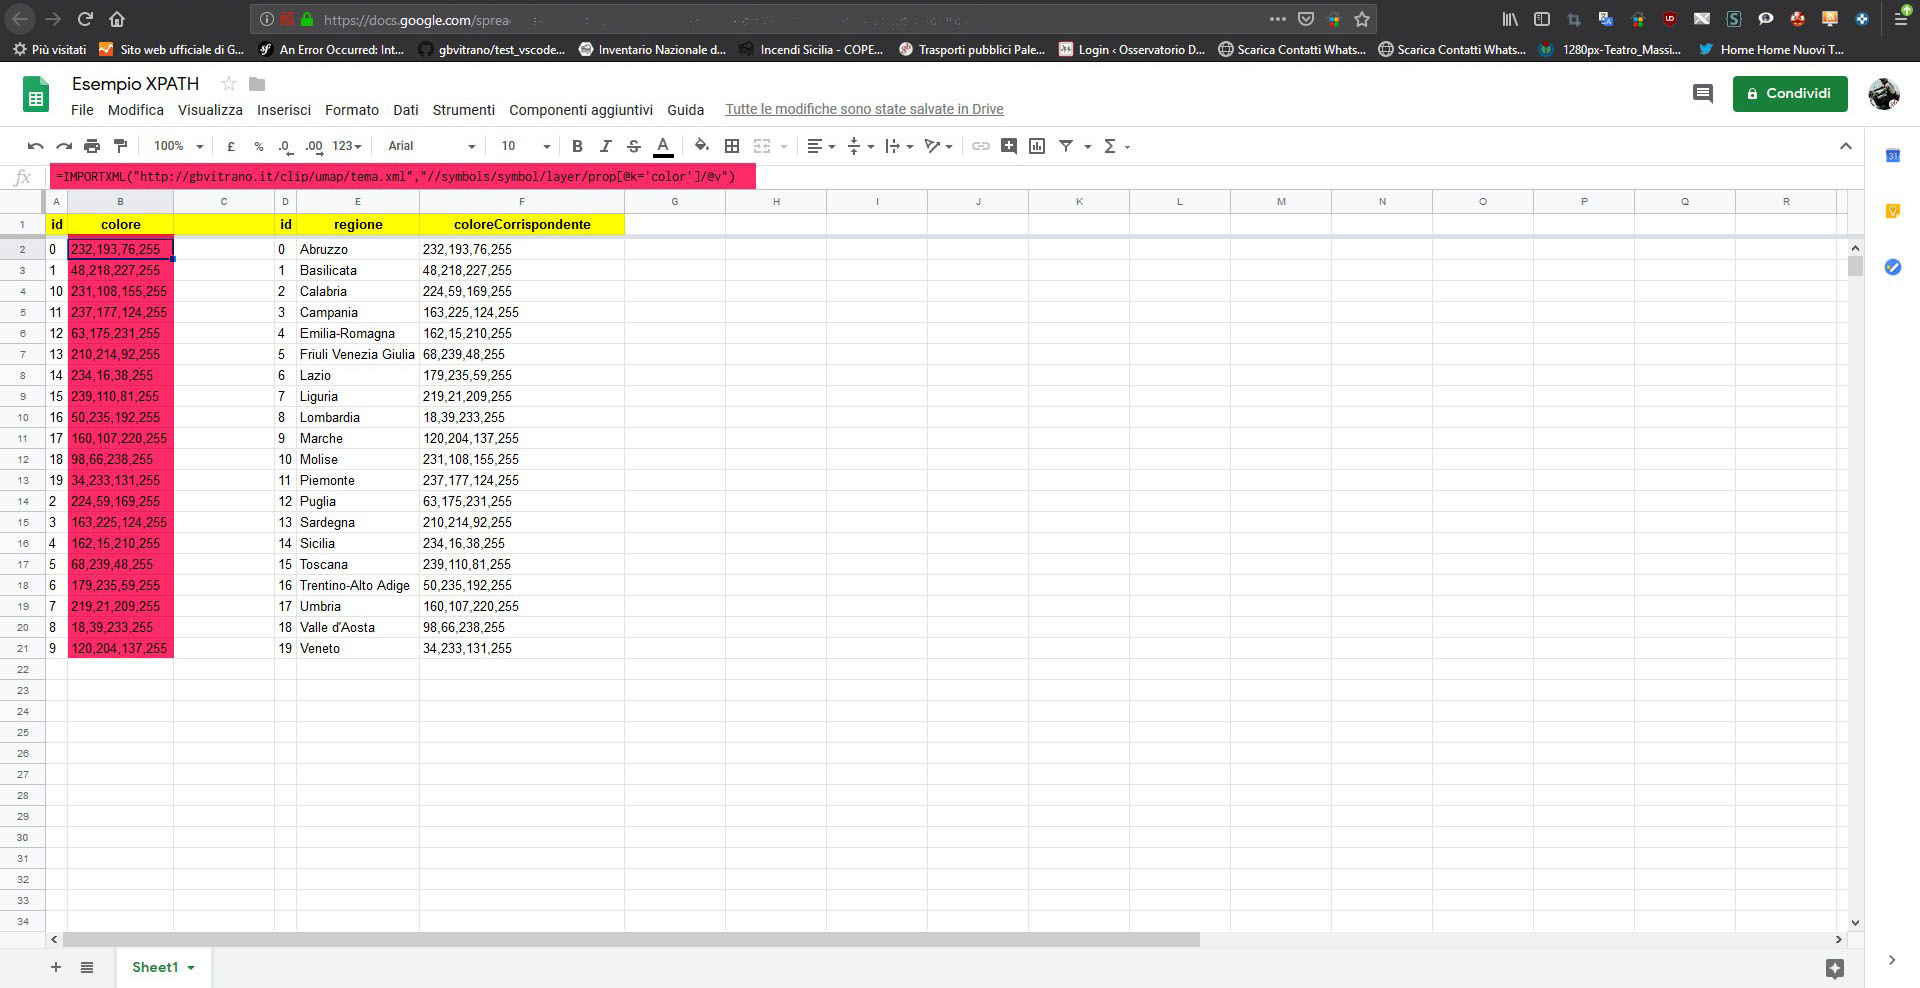 https://docs.google.com/sprea
Più visitati Sito web ufficiale di G... An Error Occurred: Int... gbvitrano/test_vscode... Inventario Nazionale d... Incendi Sicilia - COPE... Trasporti pubblici Pale... Login ‹ Osservatorio D... Scarica Contatti Whats... Scarica Contatti Whats... 1280px-Teatro_Massi... Home Home Nuovi T...
Esempio XPATH
File Modifica Visualizza Inserisci Formato Dati Strumenti Componenti aggiuntivi Guida Tutte le modifiche sono state salvate in Drive
Condividi
100% £ % .0 .00 123 Arial 10 B I S A Σ
fx =IMPORTXML("http://gbvitrano.it/clip/umap/tema.xml","//symbols/symbol/layer/prop[@k='color']/@v")
A B C D E F G H I J K L M N O P Q R
1 id colore id regione coloreCorrispondente
2 0 232,193,76,255 0 Abruzzo 232,193,76,255
3 1 48,218,227,255 1 Basilicata 48,218,227,255
4 10 231,108,155,255 2 Calabria 224,59,169,255
5 11 237,177,124,255 3 Campania 163,225,124,255
6 12 63,175,231,255 4 Emilia-Romagna 162,15,210,255
7 13 210,214,92,255 5 Friuli Venezia Giulia 68,239,48,255
8 14 234,16,38,255 6 Lazio 179,235,59,255
9 15 239,110,81,255 7 Liguria 219,21,209,255
10 16 50,235,192,255 8 Lombardia 18,39,233,255
11 17 160,107,220,255 9 Marche 120,204,137,255
12 18 98,66,238,255 10 Molise 231,108,155,255
13 19 34,233,131,255 11 Piemonte 237,177,124,255
14 2 224,59,169,255 12 Puglia 63,175,231,255
15 3 163,225,124,255 13 Sardegna 210,214,92,255
16 4 162,15,210,255 14 Sicilia 234,16,38,255
17 5 68,239,48,255 15 Toscana 239,110,81,255
18 6 179,235,59,255 16 Trentino-Alto Adige 50,235,192,255
19 7 219,21,209,255 17 Umbria 160,107,220,255
20 8 18,39,233,255 18 Valle d'Aosta 98,66,238,255
21 9 120,204,137,255 19 Veneto 34,233,131,255
22
23
24
25
26
27
28
29
30
31
32
33
34
Sheet1